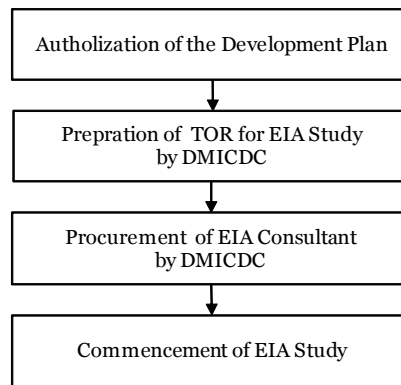 Autholization of the Development Plan
Prepration of TOR for EIA Study
by DMICDC
Procurement of EIA Consultant
by DMICDC
Commencement of EIA Study